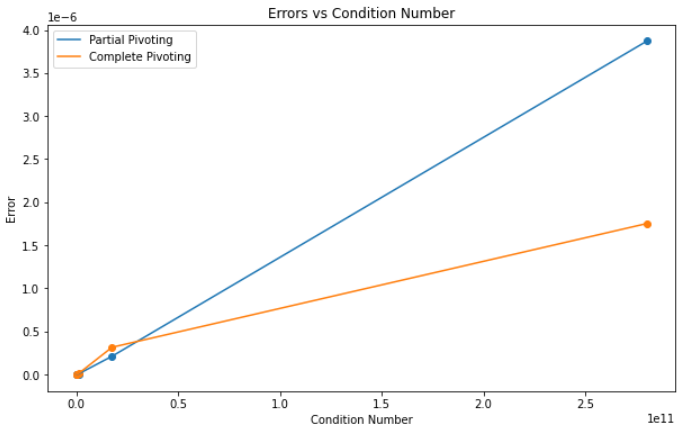 Errors vs Condition Number
1e−6
Partial Pivoting
Complete Pivoting
4.0
3.5
3.0
2.5
2.0
1.5
1.0
0.5
0.0
Error
0.0 0.5 1.0 1.5 2.0 2.5
1e11
Condition Number